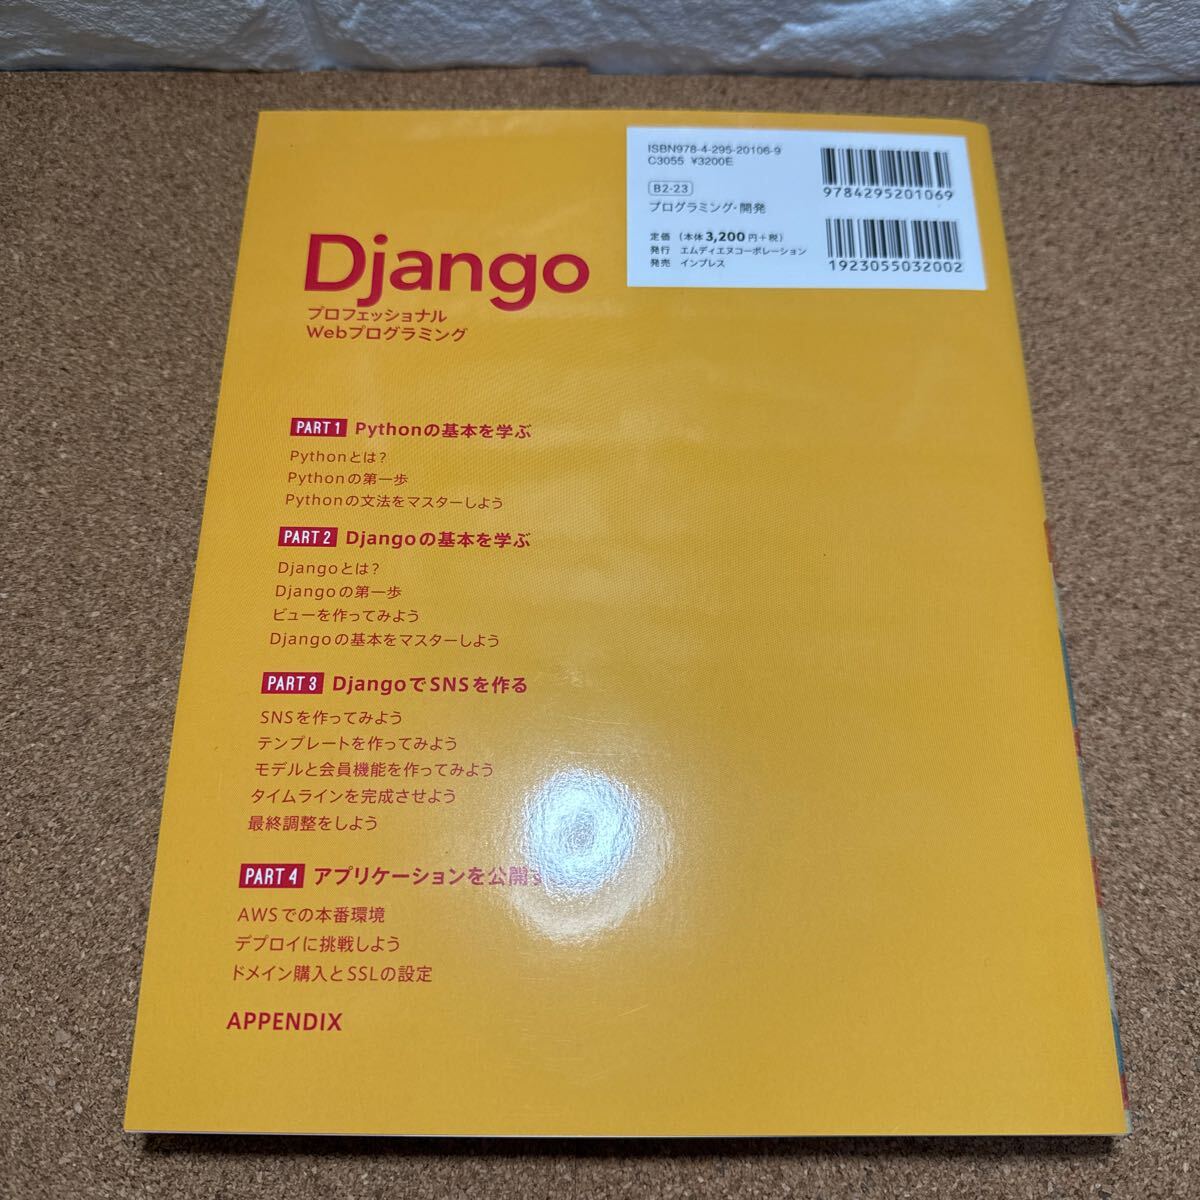 ISBN978-4-295-20106-9
C3055 ¥3200E
9784295201069
B2-23
プログラミング・開発
定価 (本体3,200円+税)
発行 エムディエヌコーポレーション
発売 インプレス
1923055032002
Django
プロフェッショナル
Webプログラミング
PART 1 Pythonの基本を学ぶ
Pythonとは?
Pythonの第一歩
Pythonの文法をマスターしよう
PART 2 Djangoの基本を学ぶ
Djangoとは?
Djangoの第一歩
ビューを作ってみよう
Djangoの基本をマスターしよう
PART 3 DjangoでSNSを作る
SNSを作ってみよう
テンプレートを作ってみよう
モデルと会員機能を作ってみよう
タイムラインを完成させよう
最終調整をしよう
PART 4 アプリケーションを公開す
AWSでの本番環境
デプロイに挑戦しよう
ドメイン購入とSSLの設定
APPENDIX